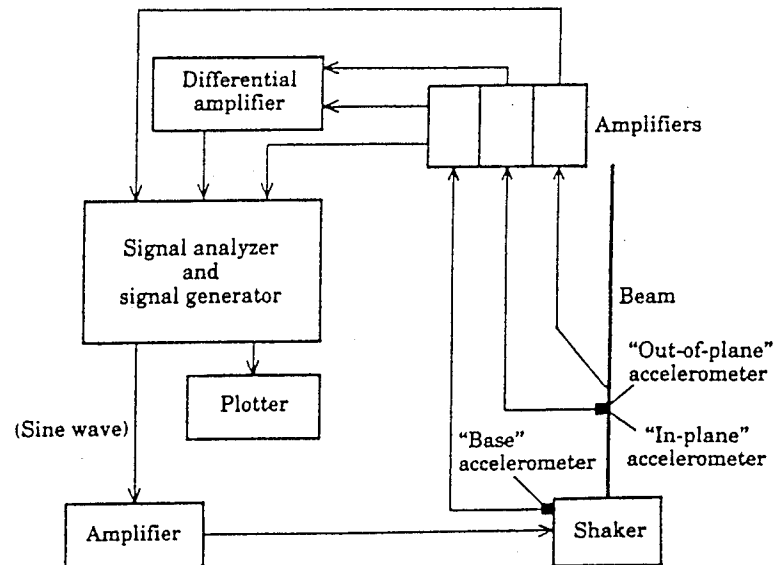 Differential
amplifier
Amplifiers
Signal analyzer
and
signal generator
Beam
"Out-of-plane"
accelerometer
Plotter
(Sine wave)
"Base"
accelerometer
"In-plane"
accelerometer
Amplifier
Shaker